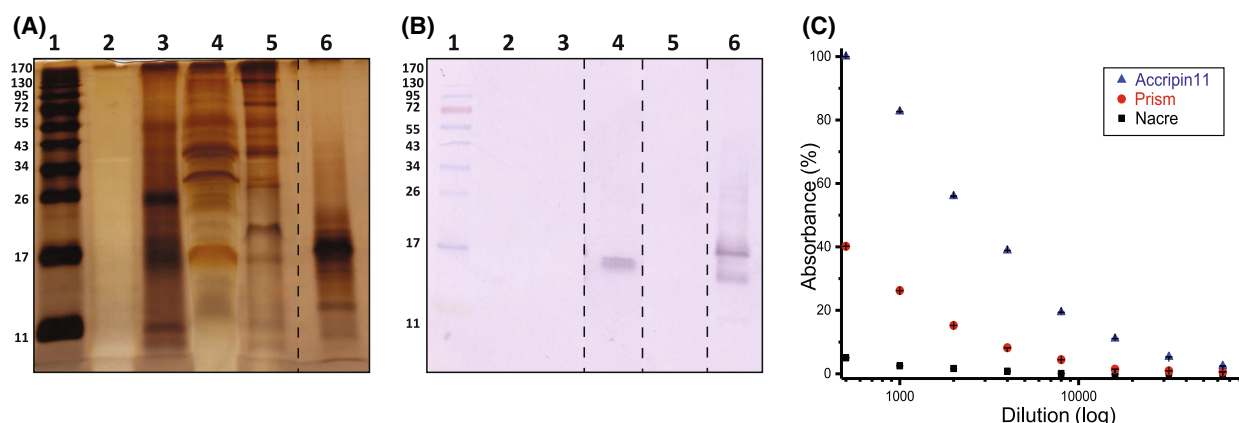 (A)
1 2 3 4 5 6
170
130
95
72
55
43
34
26
17
11
(B)
1 2 3 4 5 6
170
130
95
72
55
43
34
26
17
11
(C)
Absorbance (%)
100
80
60
40
20
0
1000 10000
Dilution (log)
Accripin11
Prism
Nacre